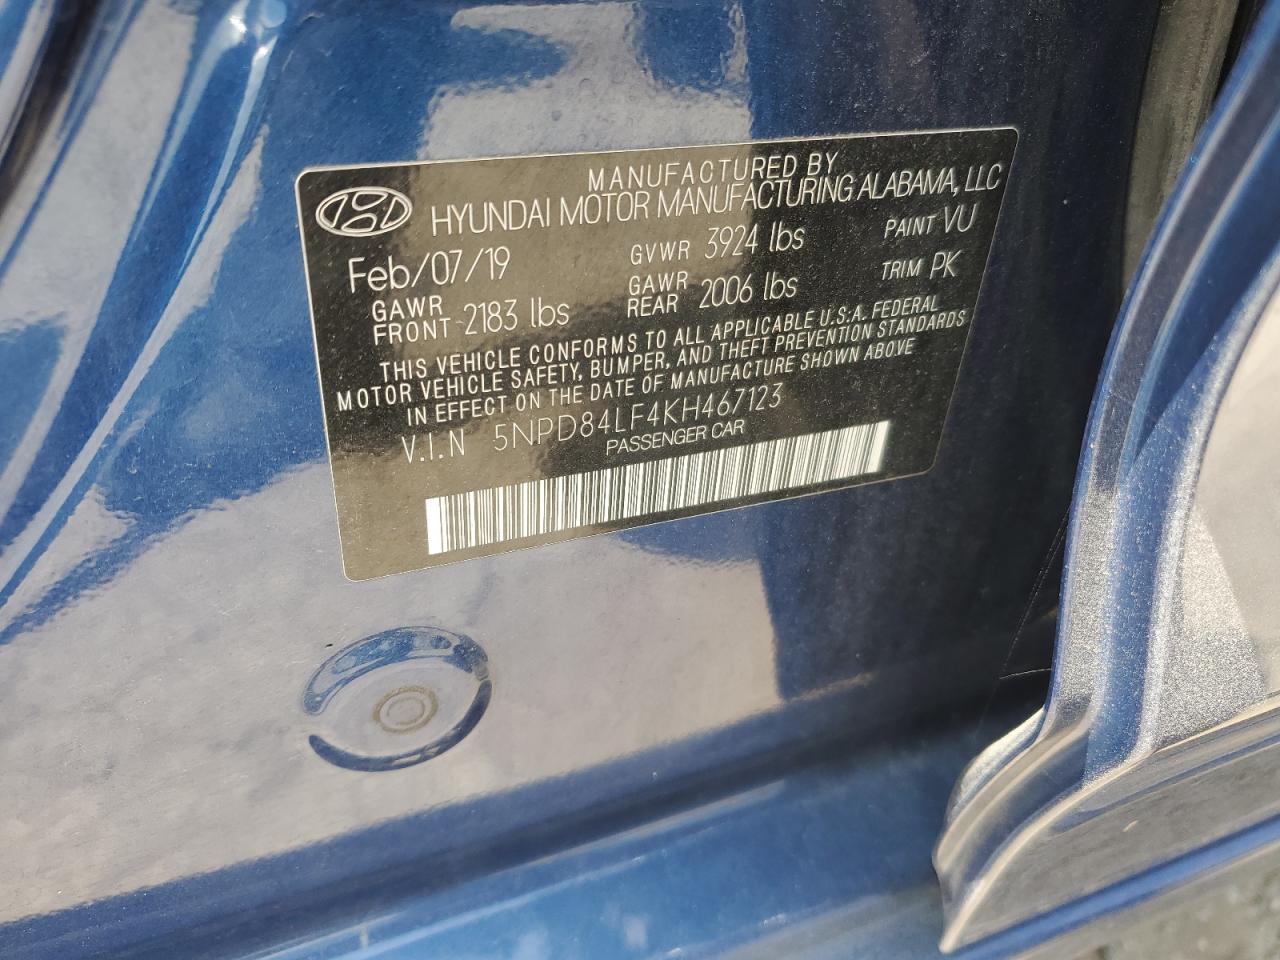 MANUFACTURED BY
HYUNDAI MOTOR MANUFACTURING ALABAMA, LLC
Feb/07/19 GVWR 3924 lbs PAINT VU
GAWR FRONT 2183 lbs GAWR REAR 2006 lbs TRIM PK
THIS VEHICLE CONFORMS TO ALL APPLICABLE U.S.A. FEDERAL
MOTOR VEHICLE SAFETY, BUMPER, AND THEFT PREVENTION STANDARDS
IN EFFECT ON THE DATE OF MANUFACTURE SHOWN ABOVE
V.I.N 5NPD84LF4KH467123
PASSENGER CAR